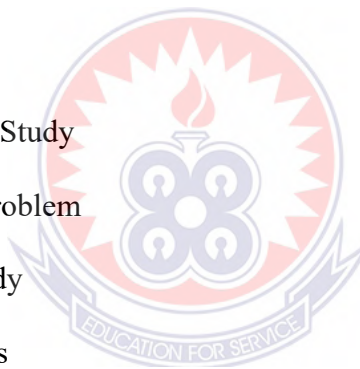 Study
roblem
dy
s
EDUCATION FOR SERVICE